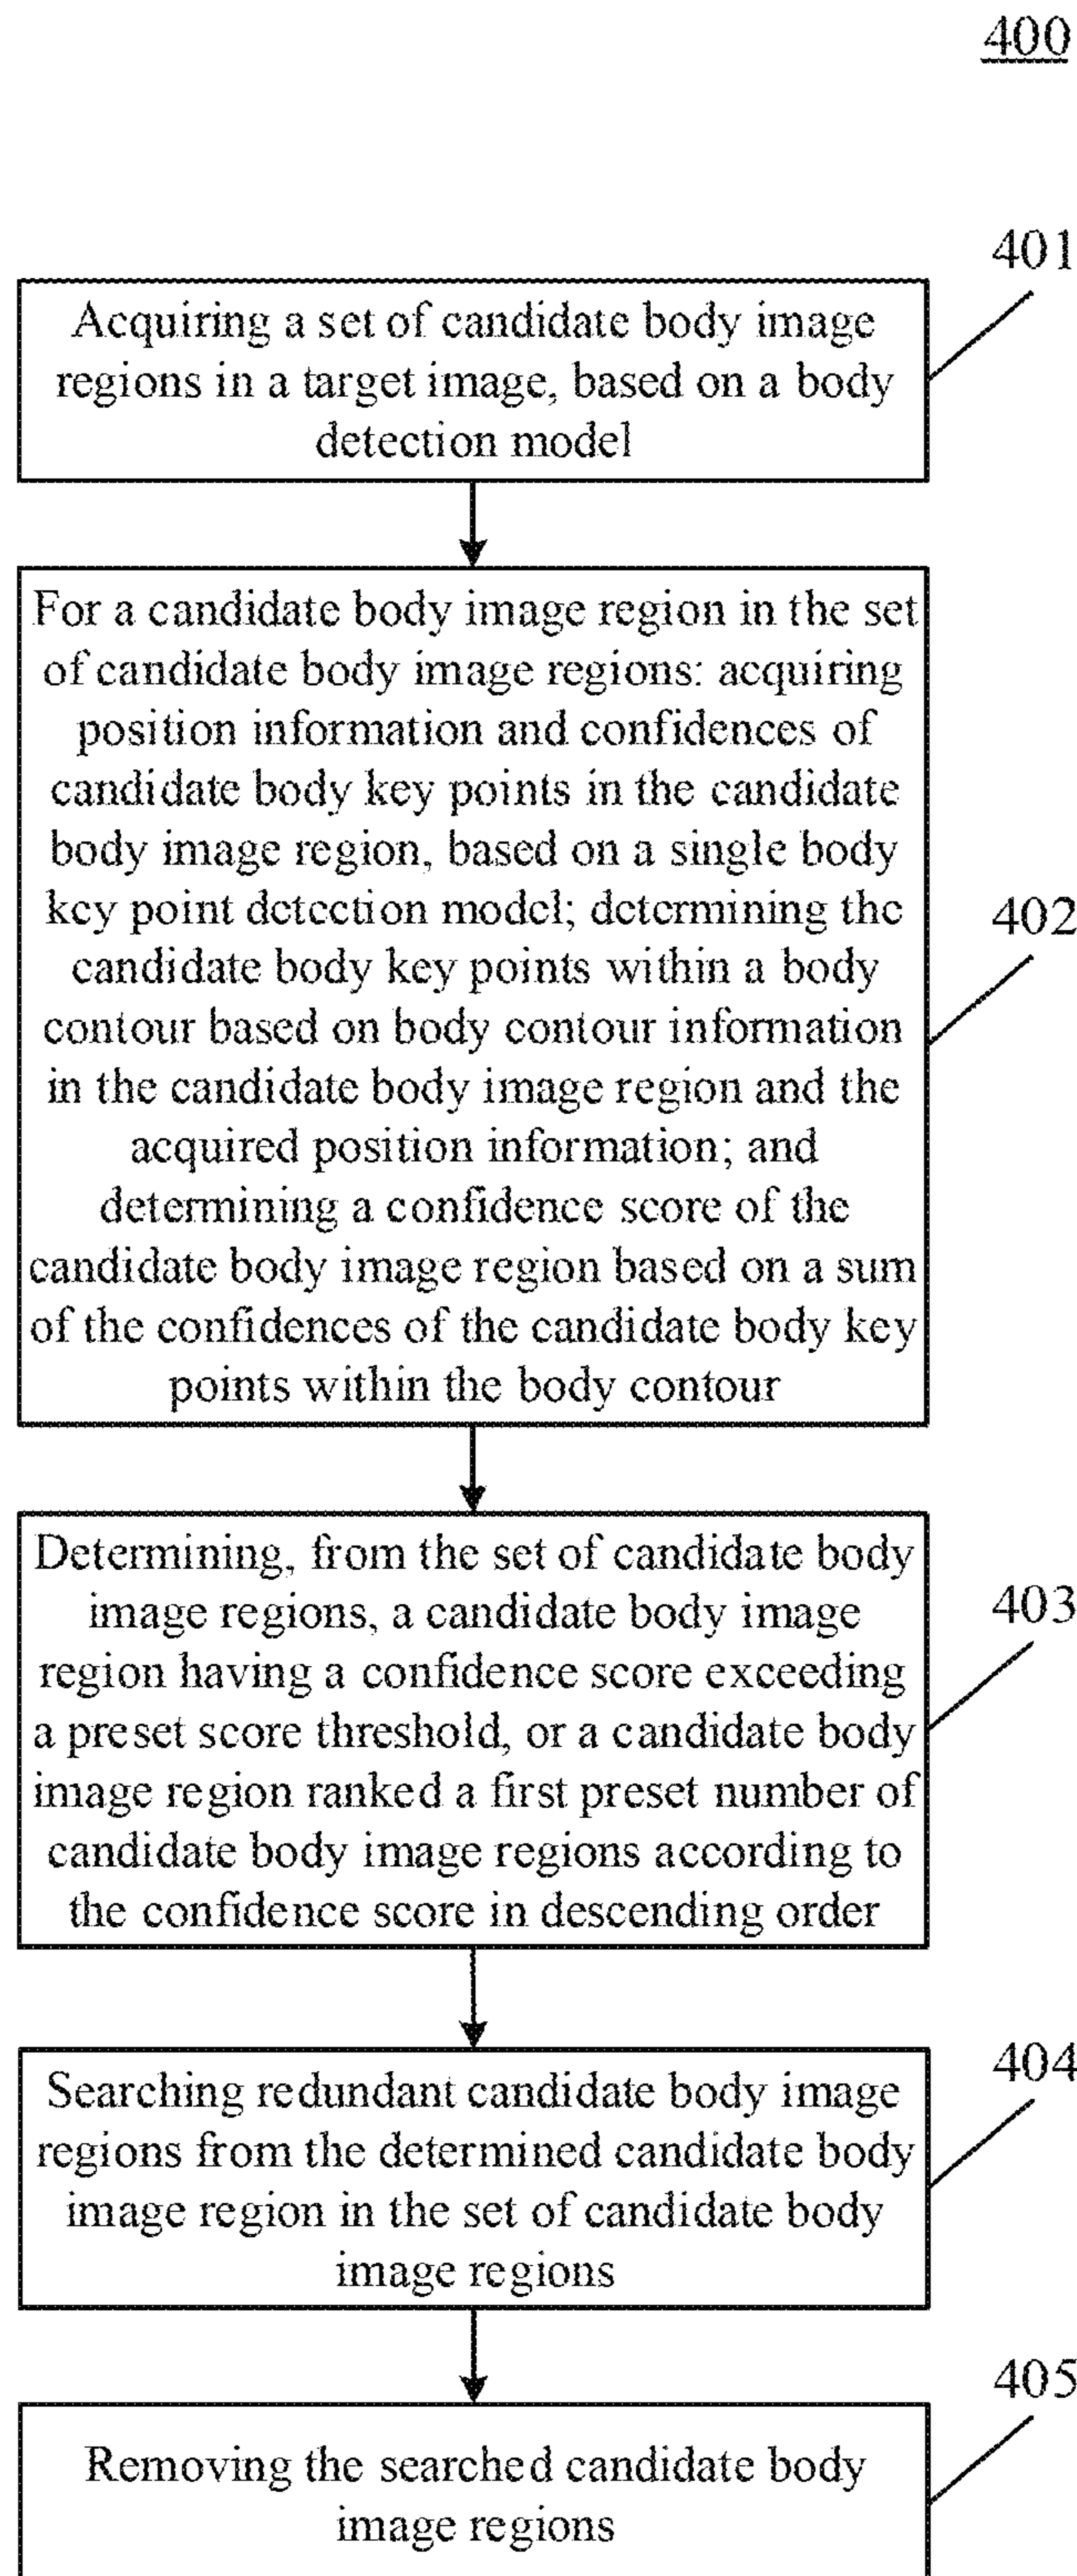 400
401
Acquiring a set of candidate body image
regions in a target image, based on a body
detection model
For a candidate body image region in the set
of candidate body image regions: acquiring
position information and confidences of
candidate body key points in the candidate
body image region, based on a single body
key point detection model; determining the
candidate body key points within a body
contour based on body contour information
in the candidate body image region and the
acquired position information; and
determining a confidence score of the
candidate body image region based on a sum
of the confidences of the candidate body key
points within the body contour
402
Determining, from the set of candidate body
image regions, a candidate body image
region having a confidence score exceeding
a preset score threshold, or a candidate body
image region ranked a first preset number of
candidate body image regions according to
the confidence score in descending order
403
Searching redundant candidate body image
regions from the determined candidate body
image region in the set of candidate body
image regions
404
Removing the searched candidate body
image regions
405